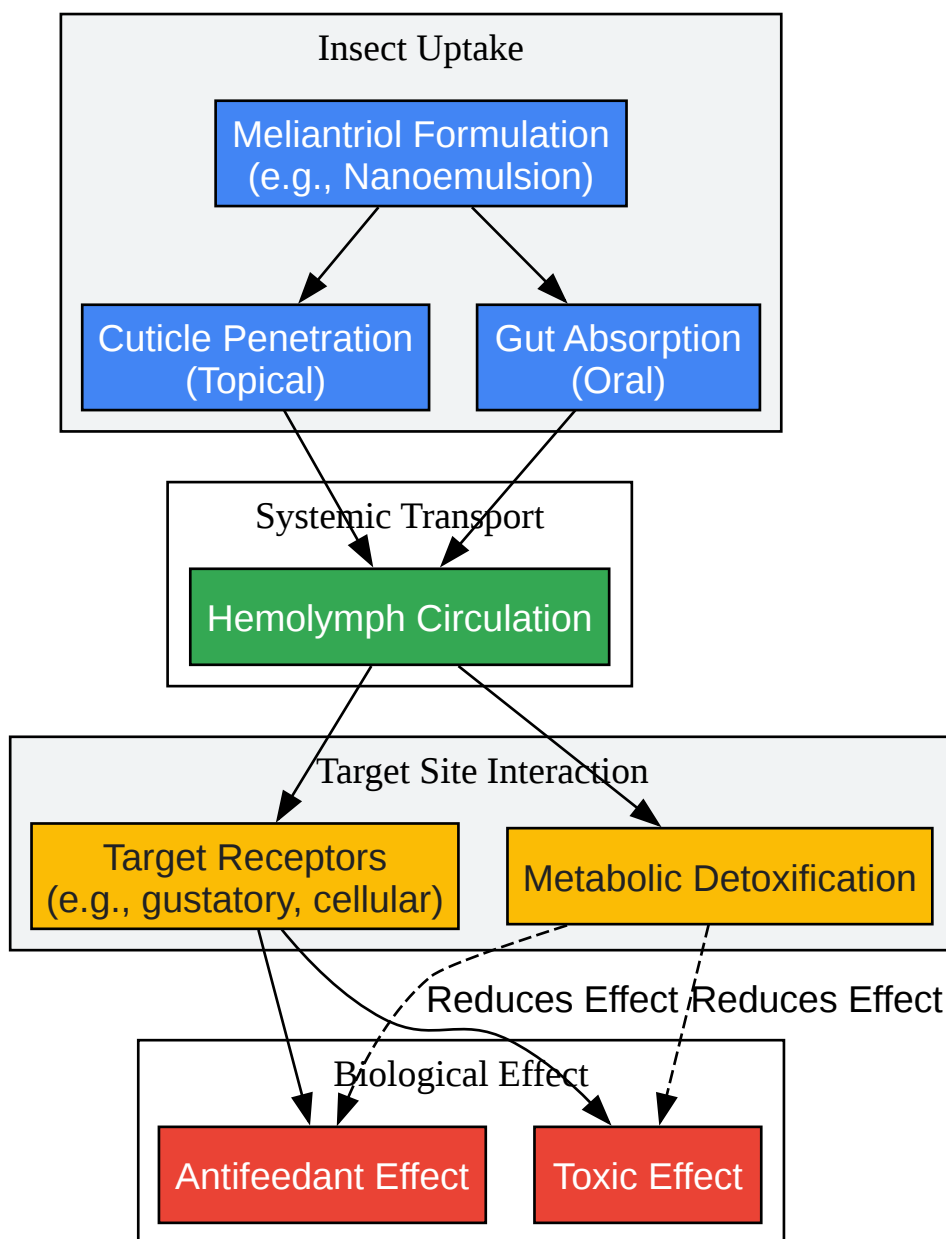 Insect Uptake
Meliantriol Formulation
(e.g., Nanoemulsion)
Cuticle Penetration
(Topical)
Gut Absorption
(Oral)
Systemic Transport
Hemolymph Circulation
Target Site Interaction
Target Receptors
(e.g., gustatory, cellular)
Metabolic Detoxification
Reduces Effect
Reduces Effect
Biological Effect
Antifeedant Effect
Toxic Effect